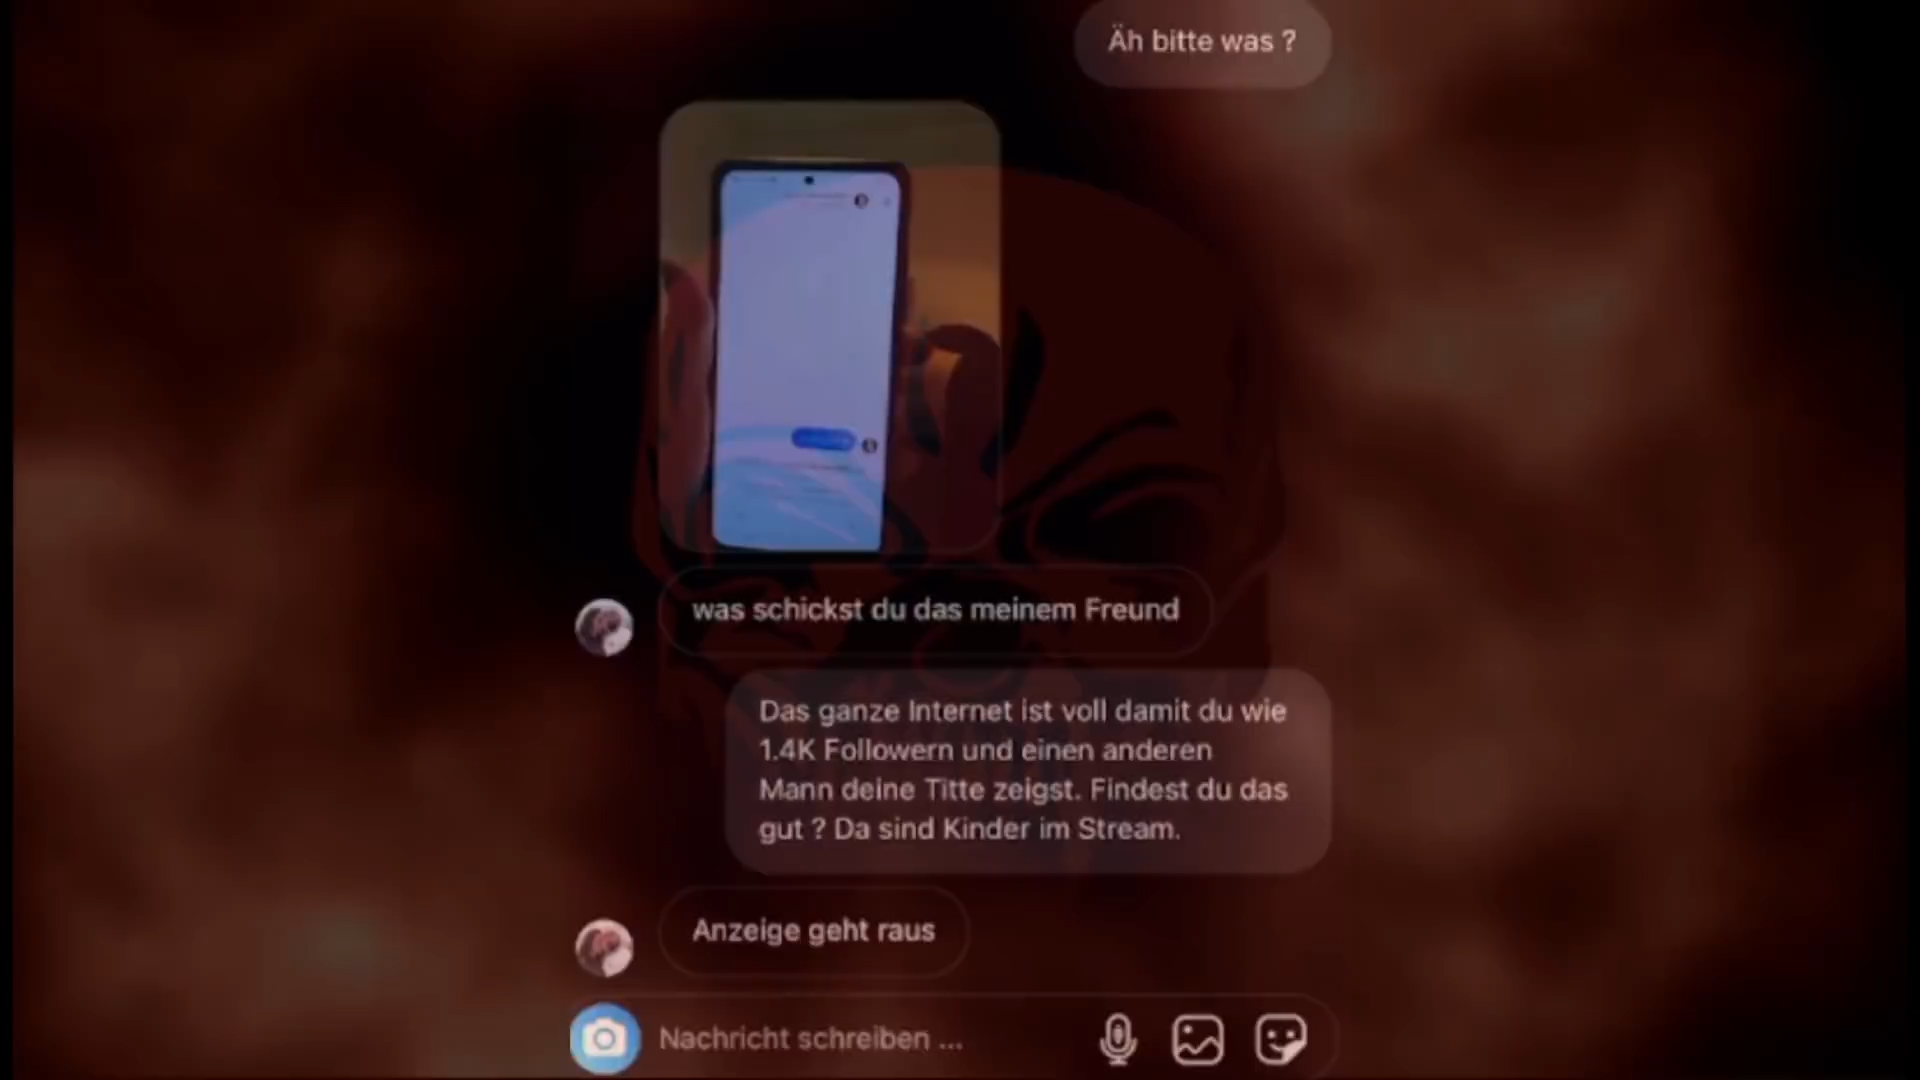 Äh bitte was ?
was schickst du das meinem Freund
Das ganze Internet ist voll damit du wie
1.4K Followern und einen anderen
Mann deine Titte zeigst. Findest du das
gut ? Da sind Kinder im Stream.
Anzeige geht raus
Nachricht schreiben ...